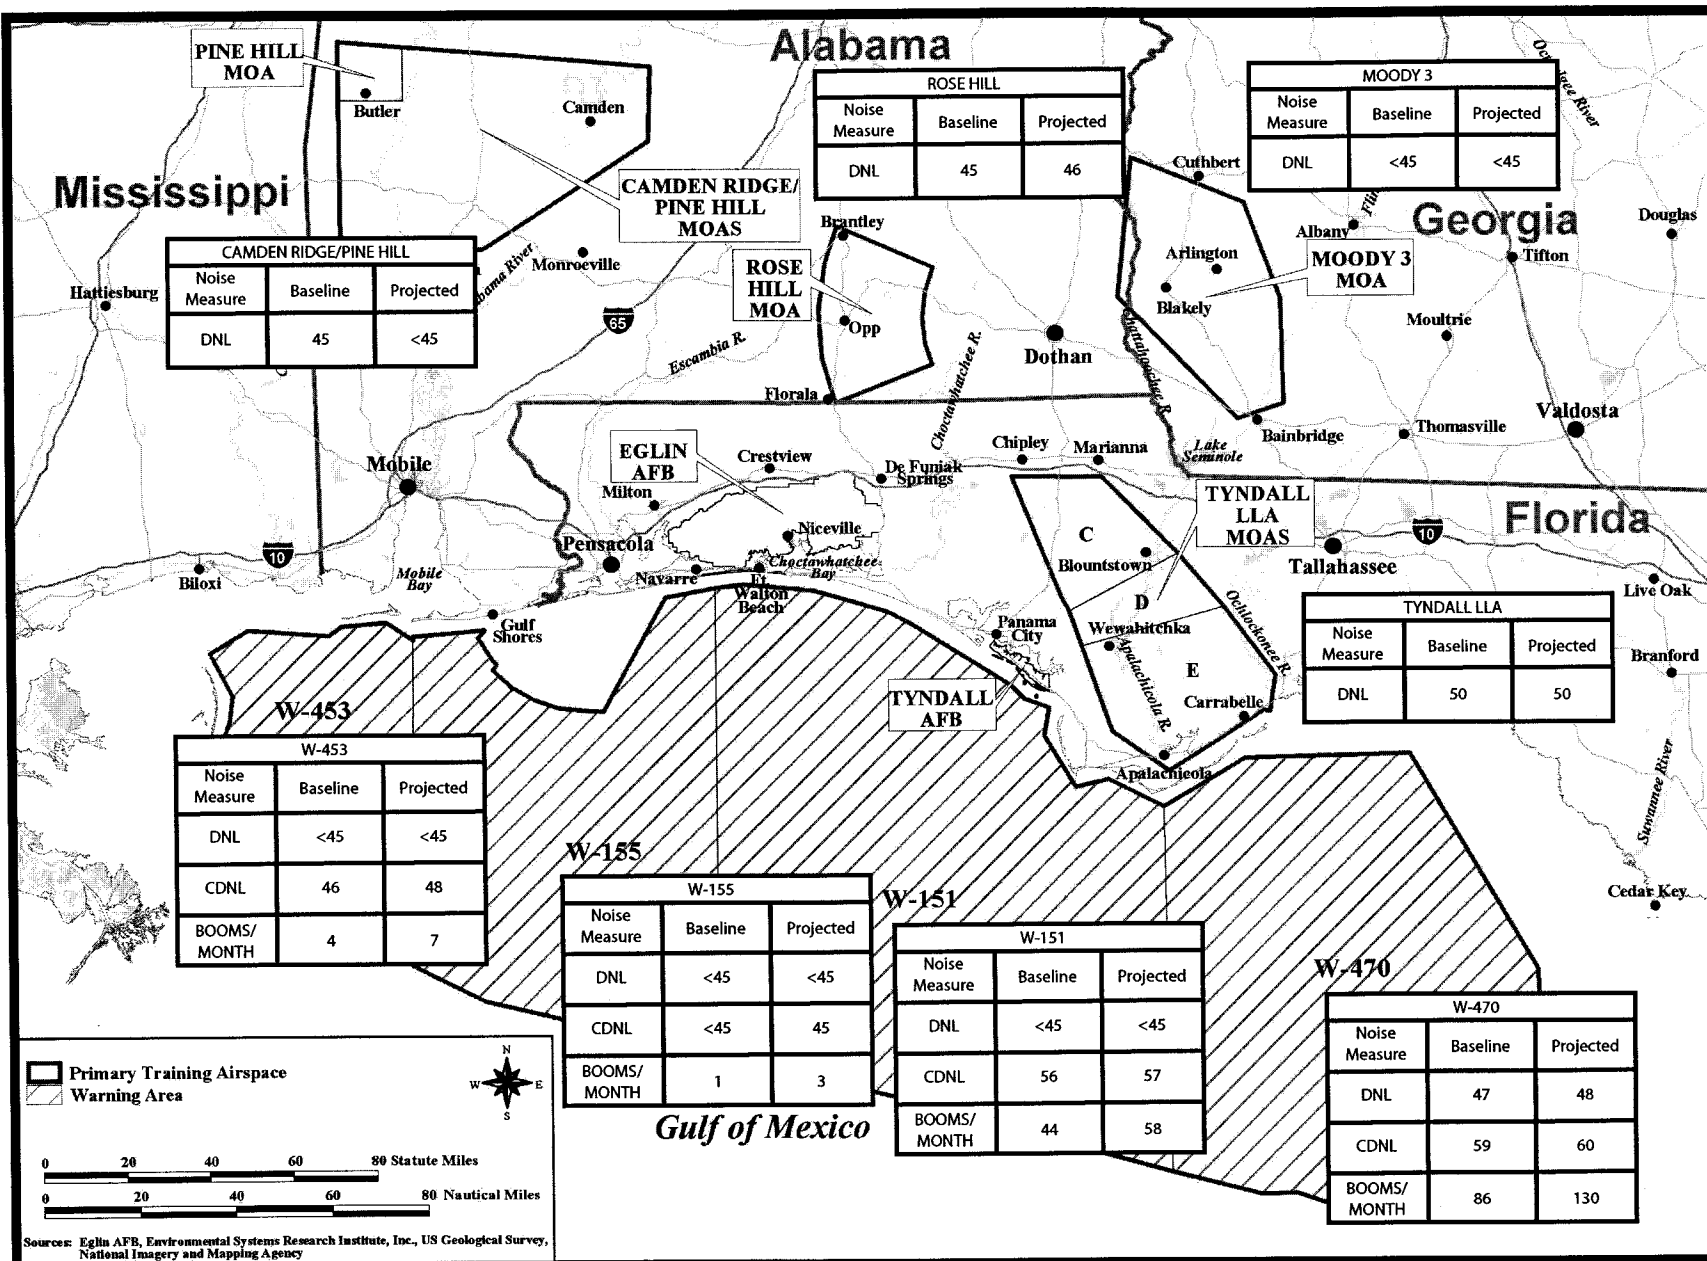 Alabama
Mississippi
Georgia
Florida
PINE HILL
MOA
Butler
Camden
CAMDEN RIDGE/
PINE HILL
MOAS
ROSE HILL
Noise Measure Baseline Projected
DNL 45 46
MOODY 3
Noise Measure Baseline Projected
DNL <45 <45
Cuthbert
Albany
Douglas
Tifton
Arlington
Blakely
MOODY 3
MOA
Moultrie
Brantley
ROSE
HILL
MOA
Opp
Monroeville
Hattiesburg
CAMDEN RIDGE/PINE HILL
Noise Measure Baseline Projected
DNL 45 <45
bama River
65
Escambia R.
Choctawhatchee R.
Dothan
Chattahoochee R.
Florala
Valdosta
Thomasville
Bainbridge
Lake
Seminole
EGLIN
AFB
Crestview
Chipley
Marianna
De Funiak
Springs
Mobile
Milton
Niceville
Pensacola
Choctawhatchee
Bay
Navarre
Ft
Walton
Beach
Mobile
Bay
Gulf
Shores
Biloxi
10
TYNDALL
LLA
MOAS
C
Blountstown
D
Wewahitchka
E
Carrabelle
Apalachicola R.
Ochlockonee R.
Apalachicola
Panama
City
TYNDALL
AFB
Tallahassee
10
Live Oak
Branford
Suwannee River
Cedar Key
TYNDALL LLA
Noise Measure Baseline Projected
DNL 50 50
W-453
W-453
Noise Measure Baseline Projected
DNL <45 <45
CDNL 46 48
BOOMS/MONTH 4 7
W-155
W-155
Noise Measure Baseline Projected
DNL <45 <45
CDNL <45 45
BOOMS/MONTH 1 3
W-151
W-151
Noise Measure Baseline Projected
DNL <45 <45
CDNL 56 57
BOOMS/MONTH 44 58
W-470
W-470
Noise Measure Baseline Projected
DNL 47 48
CDNL 59 60
BOOMS/MONTH 86 130
Gulf of Mexico
Primary Training Airspace
Warning Area
N
W E
S
0 20 40 60 80 Statute Miles
0 20 40 60 80 Nautical Miles
Sources: Eglin AFB, Environmental Systems Research Institute, Inc., US Geological Survey,
National Imagery and Mapping Agency